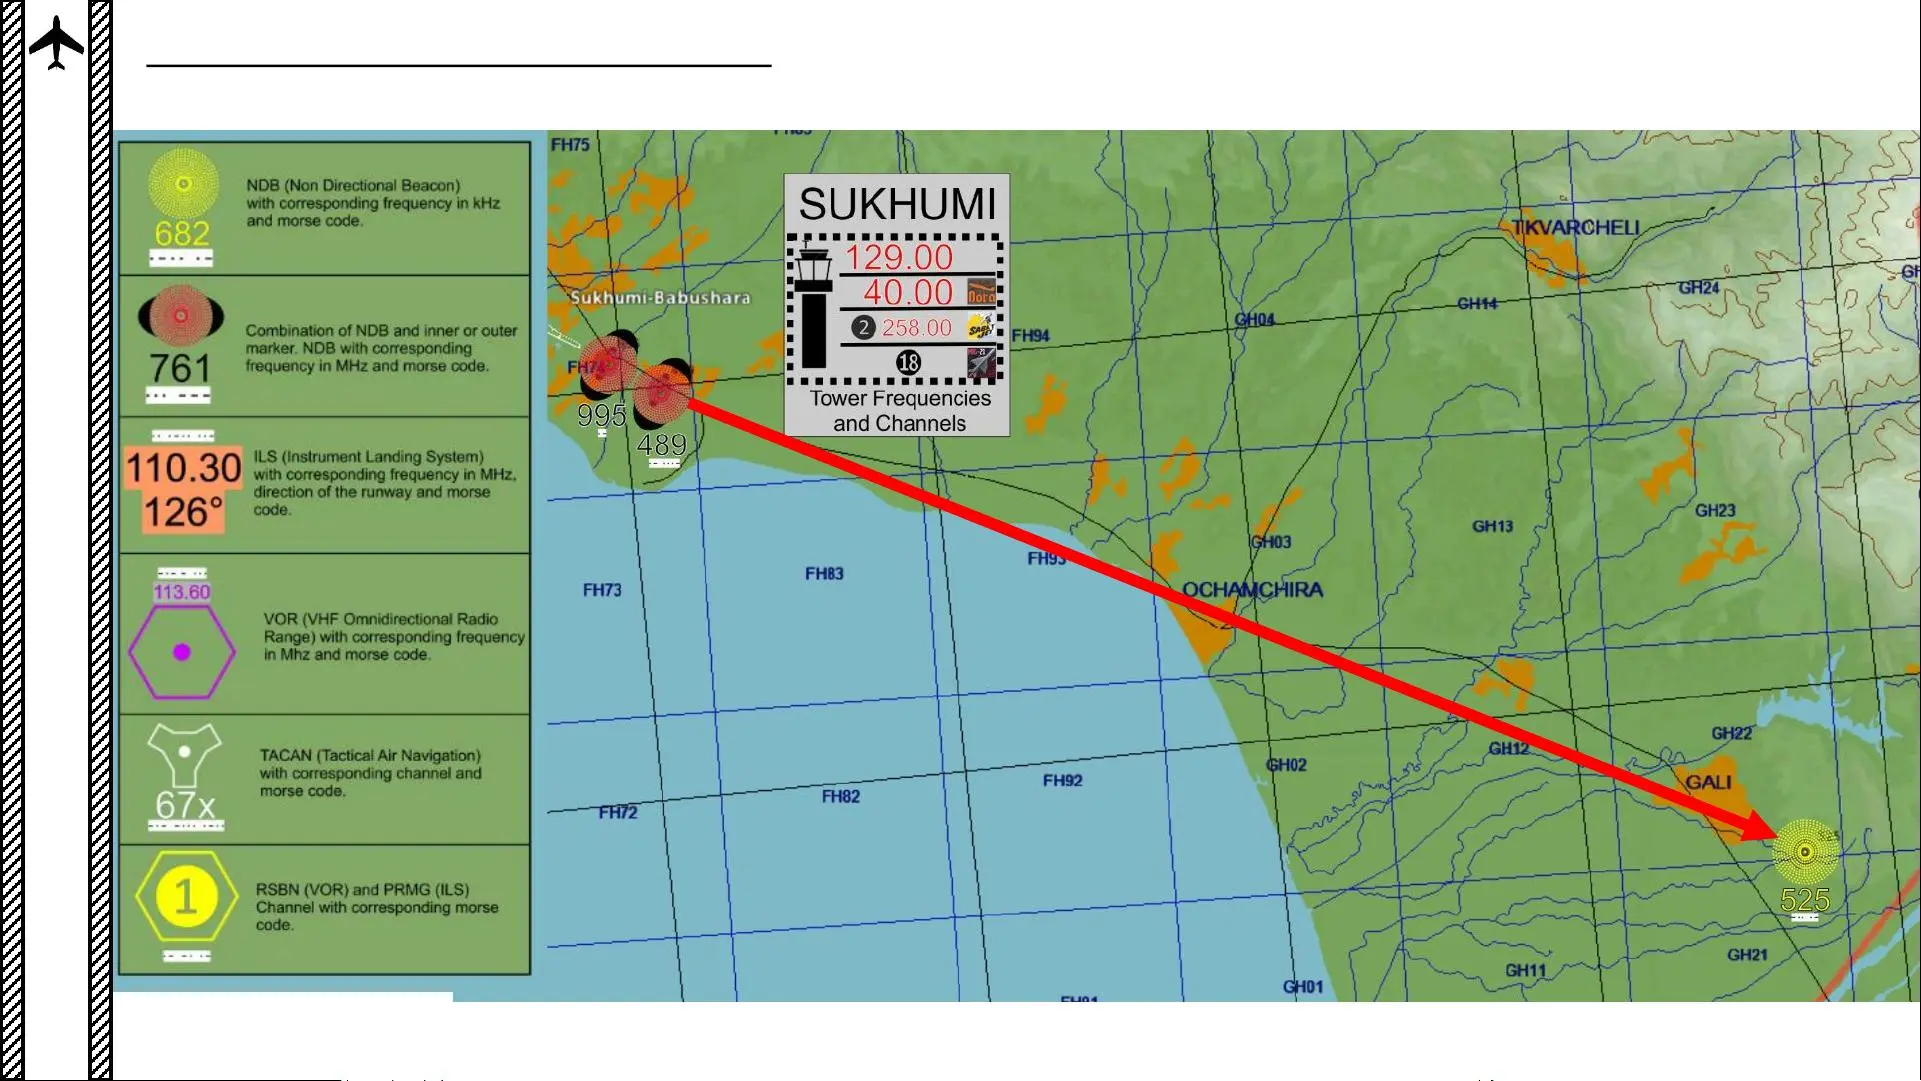 NDB (Non Directional Beacon)
with corresponding frequency in kHz
and morse code.
682
Combination of NDB and inner or outer
marker. NDB with corresponding
frequency in MHz and morse code.
761
110.30
126°
ILS (Instrument Landing System)
with corresponding frequency in MHz,
direction of the runway and morse
code.
113.60
VOR (VHF Omnidirectional Radio
Range) with corresponding frequency
in Mhz and morse code.
TACAN (Tactical Air Navigation)
with corresponding channel and
morse code.
67x
1
RSBN (VOR) and PRMG (ILS)
Channel with corresponding morse
code.
FH75
SUKHUMI
129.00
40.00
2 258.00
18
Tower Frequencies
and Channels
Sukhumi-Babushara
FH74
995
489
TKVARCHELI
GH24
GH14
GH04
FH94
GH23
GH13
GH03
FH93
FH83
FH73
OCHAMCHIRA
GH22
GH12
GH02
FH92
FH82
FH72
GALI
525
GH21
GH11
GH01